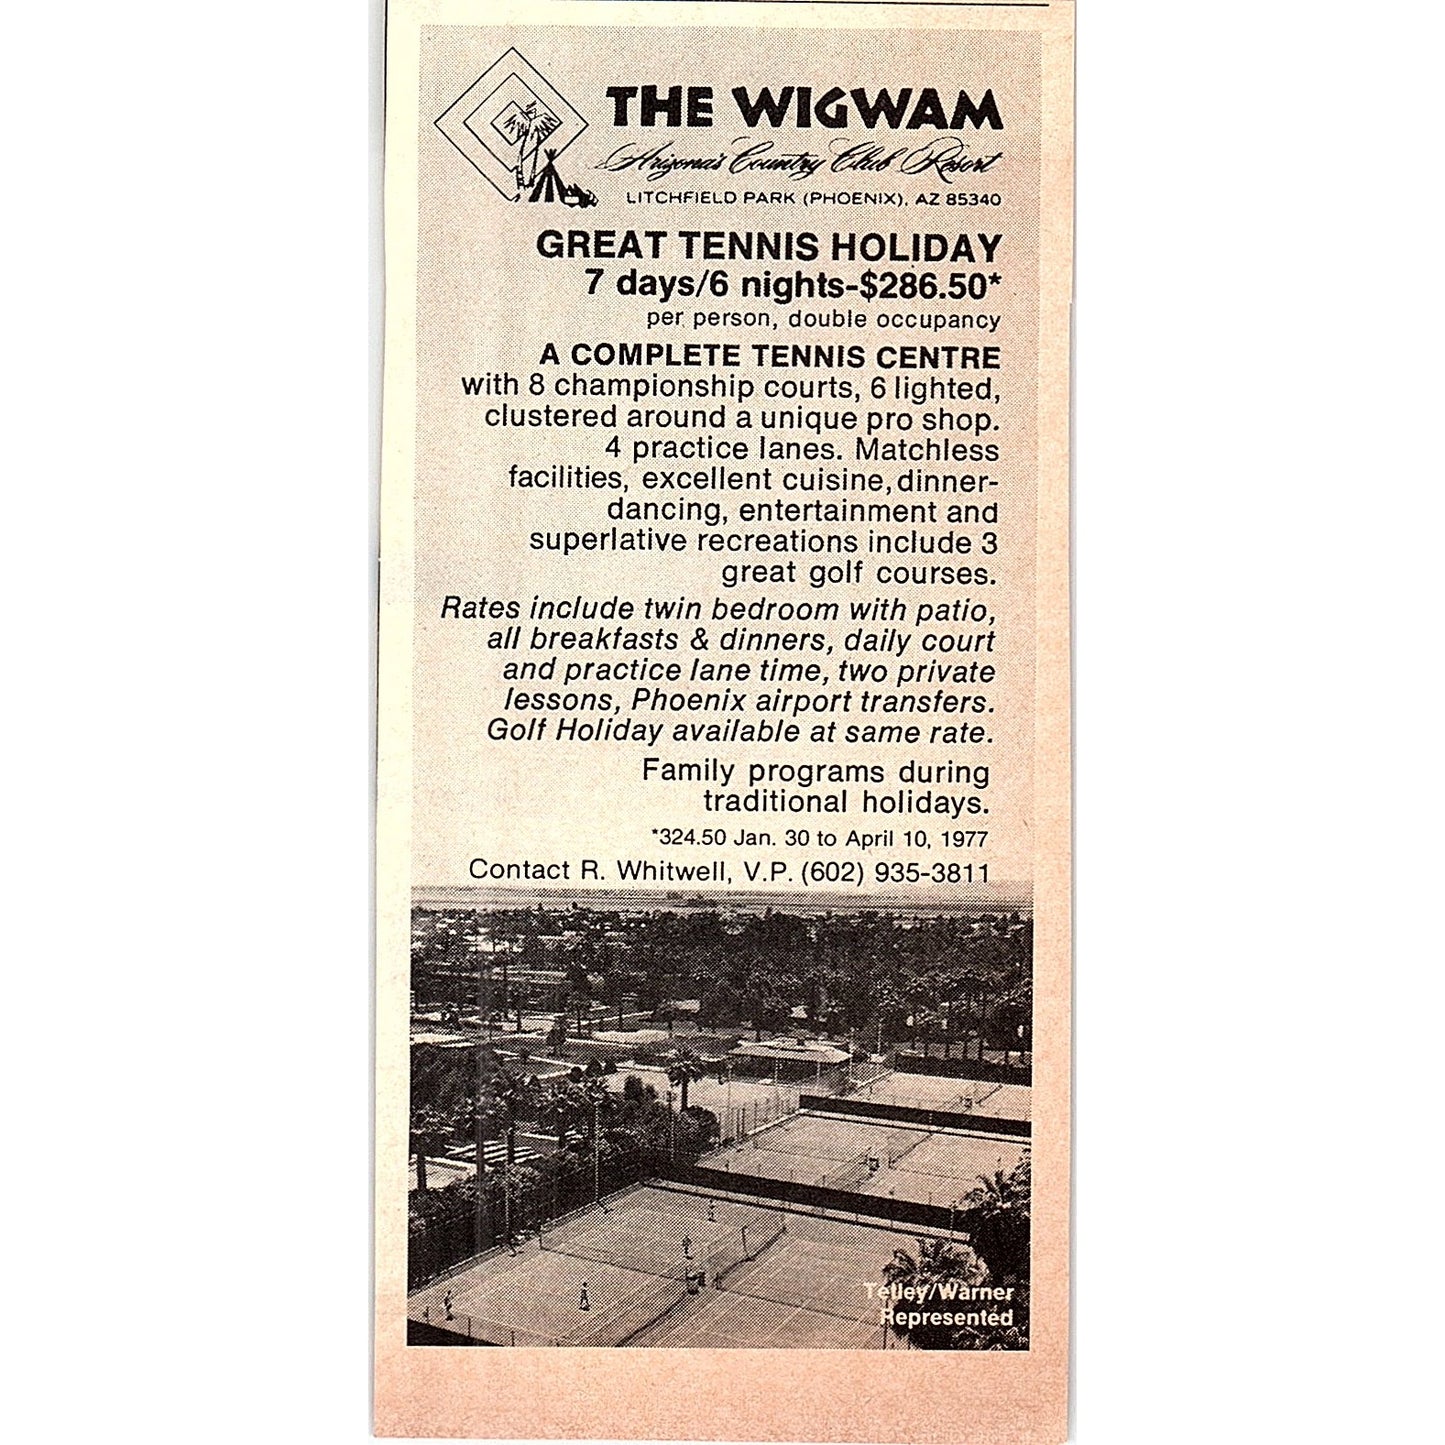 THE WIGWAM
Arizona's Country Club Resort
LITCHFIELD PARK (PHOENIX), AZ 85340
GREAT TENNIS HOLIDAY
7 days/6 nights-$286.50*
per person, double occupancy
A COMPLETE TENNIS CENTRE
with 8 championship courts, 6 lighted,
clustered around a unique pro shop.
4 practice lanes. Matchless
facilities, excellent cuisine, dinner-
dancing, entertainment and
superlative recreations include 3
great golf courses.
Rates include twin bedroom with patio,
all breakfasts & dinners, daily court
and practice lane time, two private
lessons, Phoenix airport transfers.
Golf Holiday available at same rate.
Family programs during
traditional holidays.
*324.50 Jan. 30 to April 10, 1977
Contact R. Whitwell, V.P. (602) 935-3811
Tetley/Warner
Represented